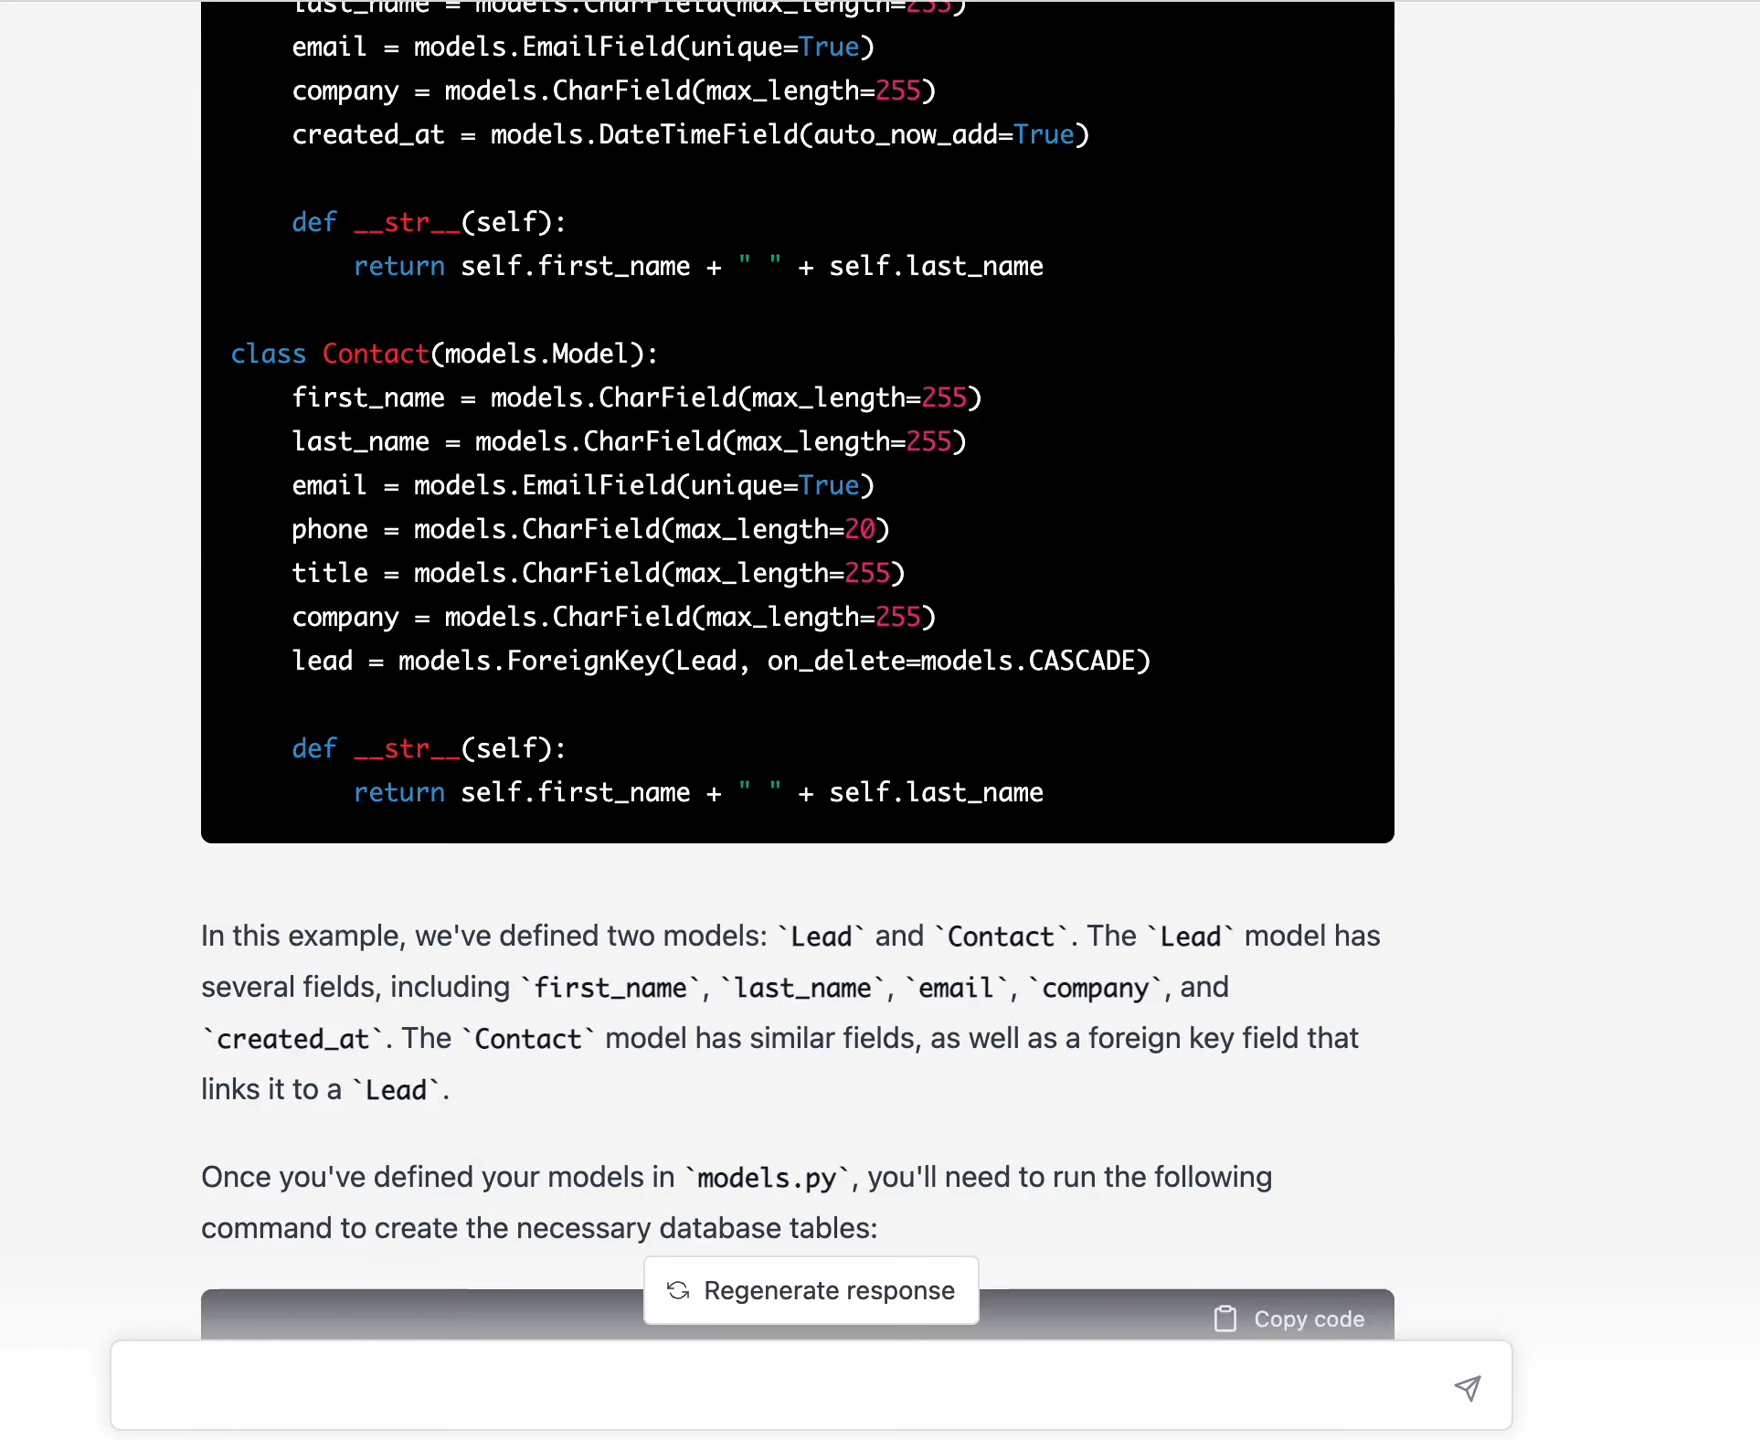 last_name = models.CharField(max_length=255)
email = models.EmailField(unique=True)
company = models.CharField(max_length=255)
created_at = models.DateTimeField(auto_now_add=True)
def __str__(self):
return self.first_name + " " + self.last_name
class Contact(models.Model):
first_name = models.CharField(max_length=255)
last_name = models.CharField(max_length=255)
email = models.EmailField(unique=True)
phone = models.CharField(max_length=20)
title = models.CharField(max_length=255)
company = models.CharField(max_length=255)
lead = models.ForeignKey(Lead, on_delete=models.CASCADE)
def __str__(self):
return self.first_name + " " + self.last_name
In this example, we've defined two models: `Lead` and `Contact`. The `Lead` model has
several fields, including `first_name`, `last_name`, `email`, `company`, and
`created_at`. The `Contact` model has similar fields, as well as a foreign key field that
links it to a `Lead`.
Once you've defined your models in `models.py`, you'll need to run the following
command to create the necessary database tables:
Regenerate response
Copy code